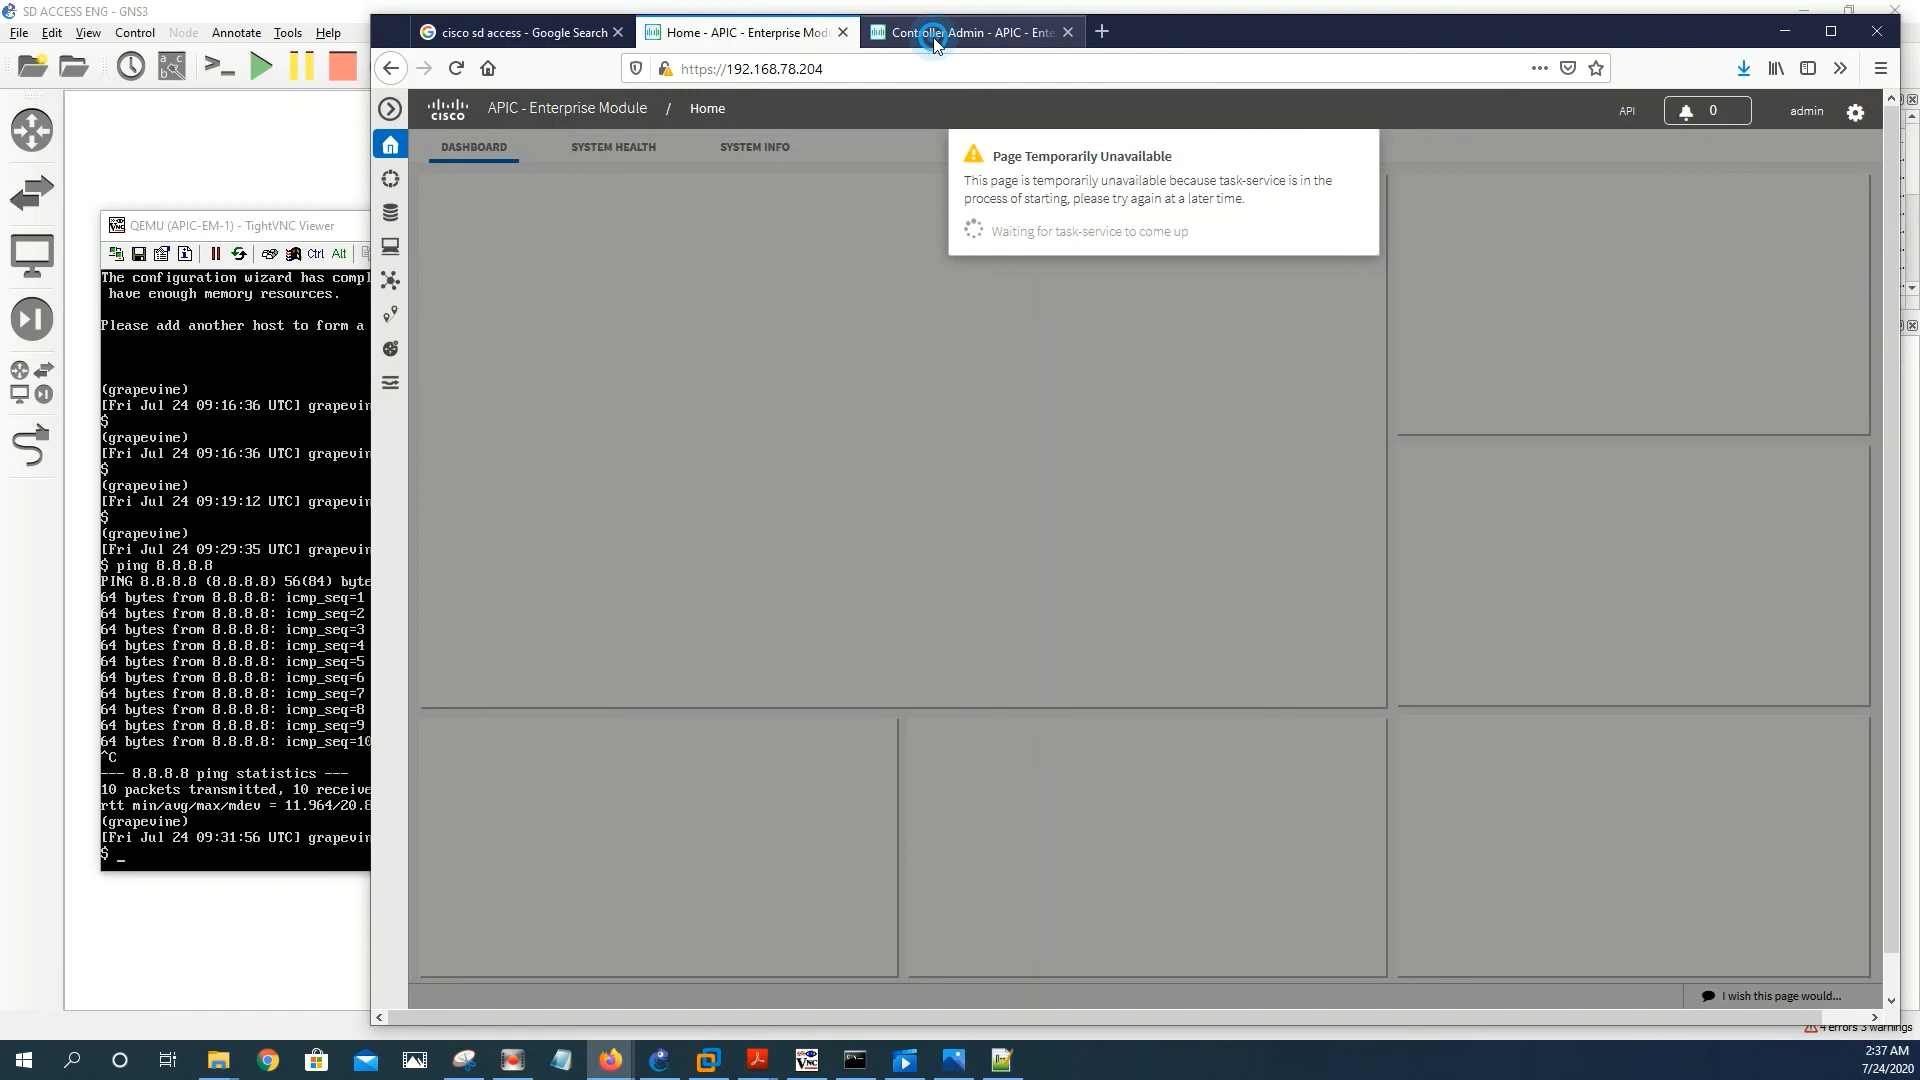 SD ACCESS ENG - GNS3
File Edit View Control Node Annotate Tools Help
cisco sd access - Google Search
Home - APIC - Enterprise Mod
Controller Admin - APIC - Ente
https://192.168.78.204
cisco
APIC - Enterprise Module / Home
API
0
admin
DASHBOARD
SYSTEM HEALTH
SYSTEM INFO
Page Temporarily Unavailable
This page is temporarily unavailable because task-service is in the
process of starting, please try again at a later time.
Waiting for task-service to come up
QEMU (APIC-EM-1) - TightVNC Viewer
Ctrl Alt
The configuration wizard has compl
have enough memory resources.
Please add another host to form a
(grapevine)
[Fri Jul 24 09:16:36 UTC] grapevin
$
(grapevine)
[Fri Jul 24 09:16:36 UTC] grapevin
$
(grapevine)
[Fri Jul 24 09:19:12 UTC] grapevin
$
(grapevine)
[Fri Jul 24 09:29:35 UTC] grapevin
$ ping 8.8.8.8
PING 8.8.8.8 (8.8.8.8) 56(84) byte
64 bytes from 8.8.8.8: icmp_seq=1
64 bytes from 8.8.8.8: icmp_seq=2
64 bytes from 8.8.8.8: icmp_seq=3
64 bytes from 8.8.8.8: icmp_seq=4
64 bytes from 8.8.8.8: icmp_seq=5
64 bytes from 8.8.8.8: icmp_seq=6
64 bytes from 8.8.8.8: icmp_seq=7
64 bytes from 8.8.8.8: icmp_seq=8
64 bytes from 8.8.8.8: icmp_seq=9
64 bytes from 8.8.8.8: icmp_seq=10
^C
--- 8.8.8.8 ping statistics ---
10 packets transmitted, 10 receive
rtt min/avg/max/mdev = 11.964/20.8
(grapevine)
[Fri Jul 24 09:31:56 UTC] grapevin
$ _
I wish this page would...
4 errors 3 warnings
2:37 AM
7/24/2020